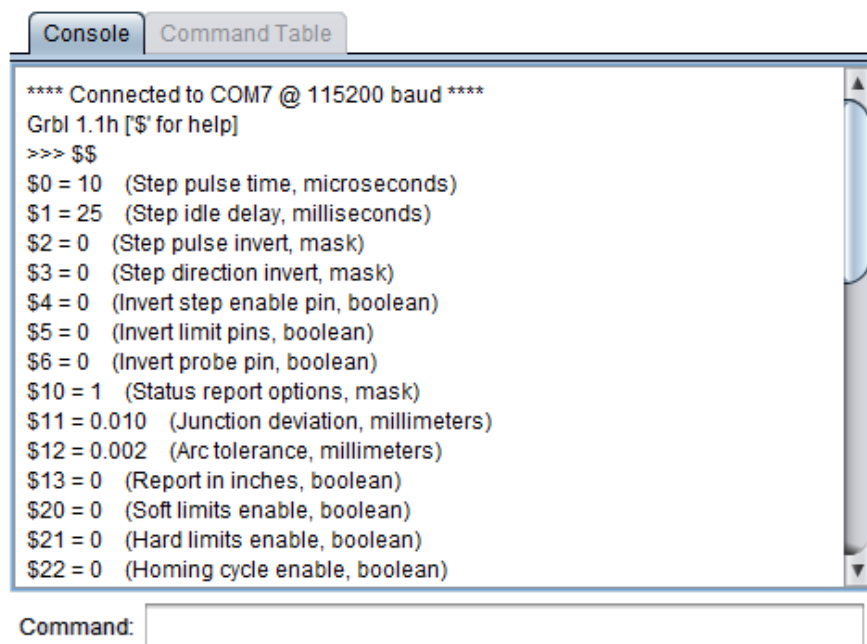 Console Command Table
**** Connected to COM7 @ 115200 baud ****
Grbl 1.1h ['$' for help]
>>> $$
$0 = 10 (Step pulse time, microseconds)
$1 = 25 (Step idle delay, milliseconds)
$2 = 0 (Step pulse invert, mask)
$3 = 0 (Step direction invert, mask)
$4 = 0 (Invert step enable pin, boolean)
$5 = 0 (Invert limit pins, boolean)
$6 = 0 (Invert probe pin, boolean)
$10 = 1 (Status report options, mask)
$11 = 0.010 (Junction deviation, millimeters)
$12 = 0.002 (Arc tolerance, millimeters)
$13 = 0 (Report in inches, boolean)
$20 = 0 (Soft limits enable, boolean)
$21 = 0 (Hard limits enable, boolean)
$22 = 0 (Homing cycle enable, boolean)
Command: